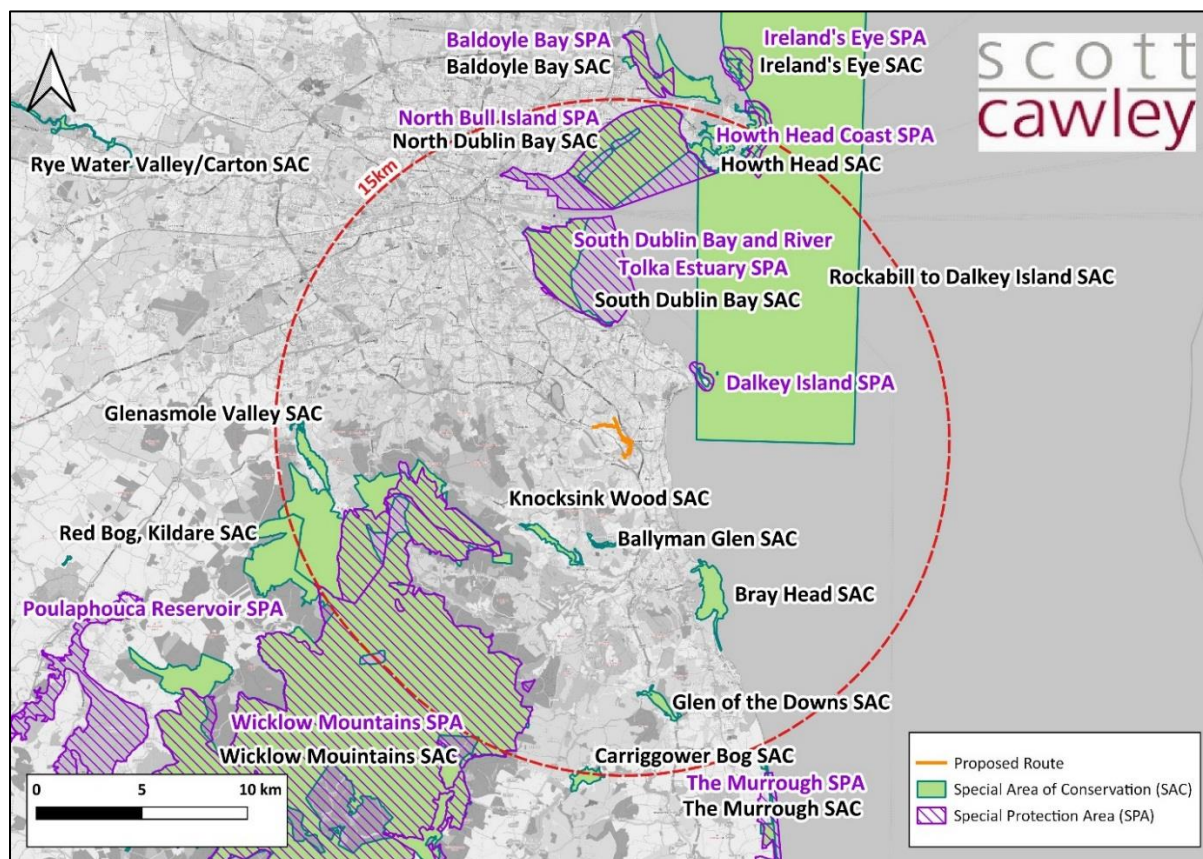 Baldoyle Bay SPA
Baldoyle Bay SAC
Ireland's Eye SPA
Ireland's Eye SAC
scott
cawley
North Bull Island SPA
North Dublin Bay SAC
Howth Head Coast SPA
Howth Head SAC
Rye Water Valley/Carton SAC
15km
South Dublin Bay and River
Tolka Estuary SPA
South Dublin Bay SAC
Rockabill to Dalkey Island SAC
Dalkey Island SPA
Glenasmole Valley SAC
Knocksink Wood SAC
Red Bog, Kildare SAC
Ballyman Glen SAC
Bray Head SAC
Poulaphouca Reservoir SPA
Glen of the Downs SAC
Wicklow Mountains SPA
Wicklow Mountains SAC
Carriggower Bog SAC
The Murrough SPA
The Murrough SAC
0 5 10 km
Proposed Route
Special Area of Conservation (SAC)
Special Protection Area (SPA)